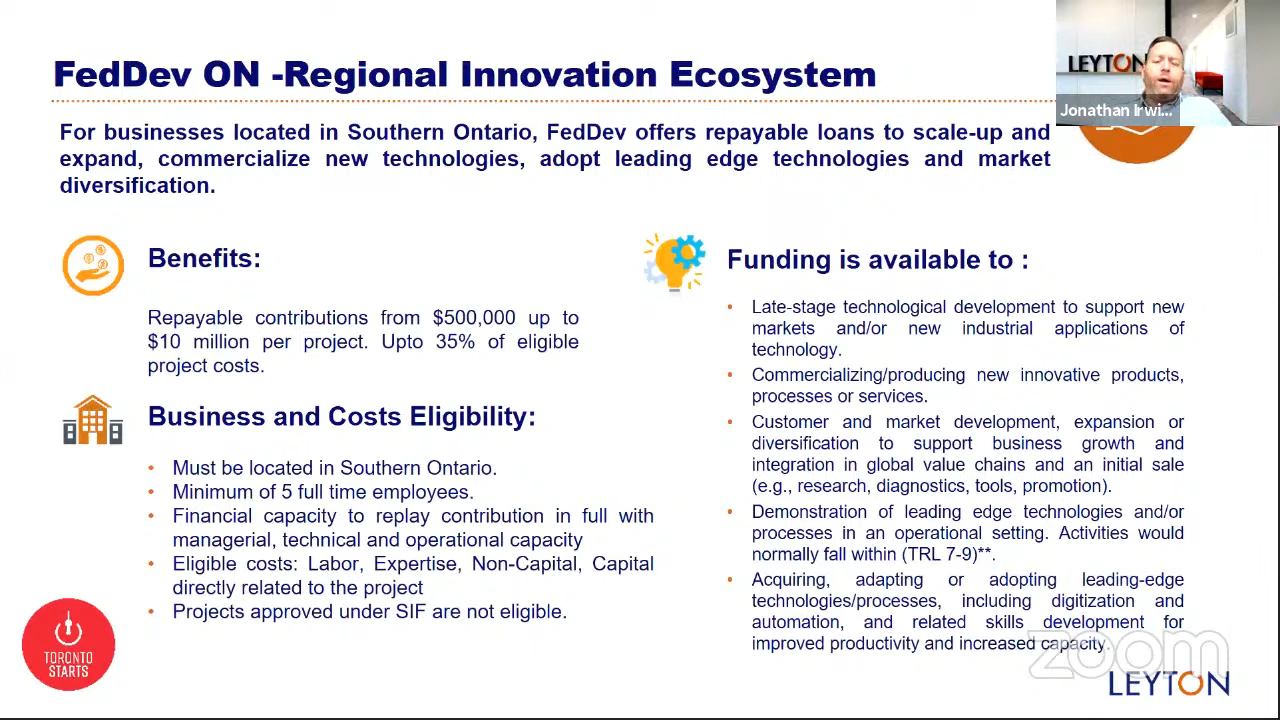 FedDev ON -Regional Innovation Ecosystem
LEYTON
Jonathan Irwi...
For businesses located in Southern Ontario, FedDev offers repayable loans to scale-up and
expand, commercialize new technologies, adopt leading edge technologies and market
diversification.
Benefits:
Repayable contributions from $500,000 up to
$10 million per project. Upto 35% of eligible
project costs.
Business and Costs Eligibility:
• Must be located in Southern Ontario.
• Minimum of 5 full time employees.
• Financial capacity to replay contribution in full with
managerial, technical and operational capacity
• Eligible costs: Labor, Expertise, Non-Capital, Capital
directly related to the project
• Projects approved under SIF are not eligible.
Funding is available to :
• Late-stage technological development to support new
markets and/or new industrial applications of
technology.
• Commercializing/producing new innovative products,
processes or services.
• Customer and market development, expansion or
diversification to support business growth and
integration in global value chains and an initial sale
(e.g., research, diagnostics, tools, promotion).
• Demonstration of leading edge technologies and/or
processes in an operational setting. Activities would
normally fall within (TRL 7-9)**.
• Acquiring, adapting or adopting leading-edge
technologies/processes, including digitization and
automation, and related skills development for
improved productivity and increased capacity.
TORONTO
STARTS
zoom
LEYTON